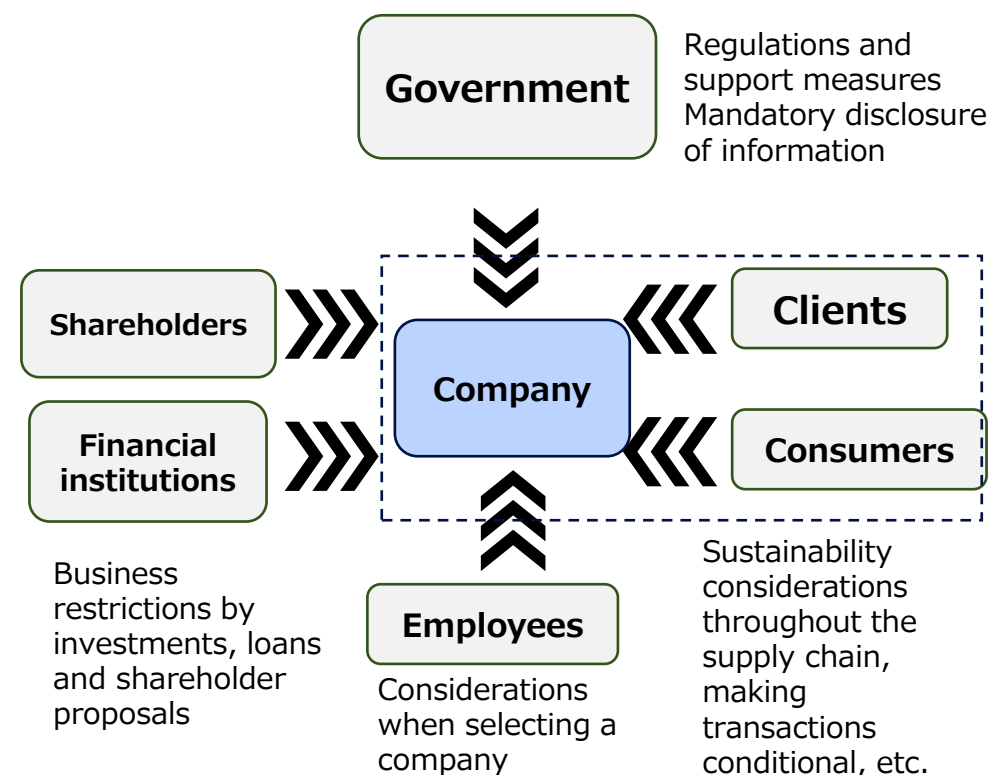 Government
Regulations and
support measures
Mandatory disclosure
of information
Shareholders
Clients
Company
Financial
institutions
Consumers
Business
restrictions by
investments, loans
and shareholder
proposals
Employees
Considerations
when selecting a
company
Sustainability
considerations
throughout the
supply chain,
making
transactions
conditional, etc.